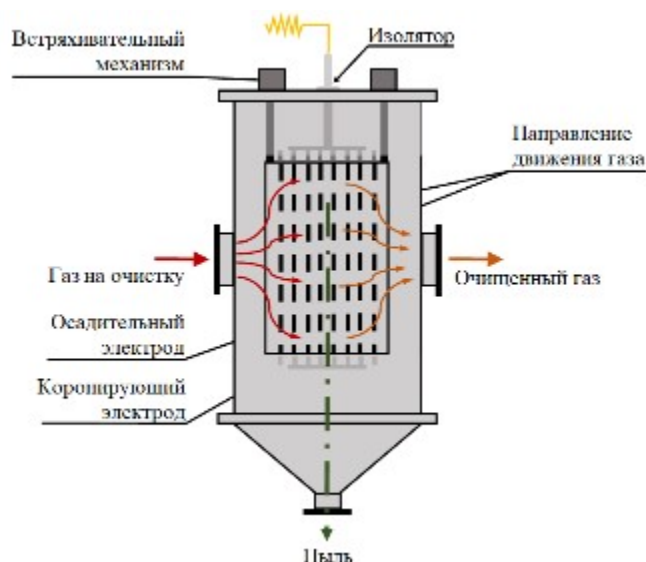 Встряхивательный
механизм
Изолятор
Направление
движения газа
Газ на очистку
Очищенный газ
Осадительный
электрод
Коронирующий
электрод
Пыль